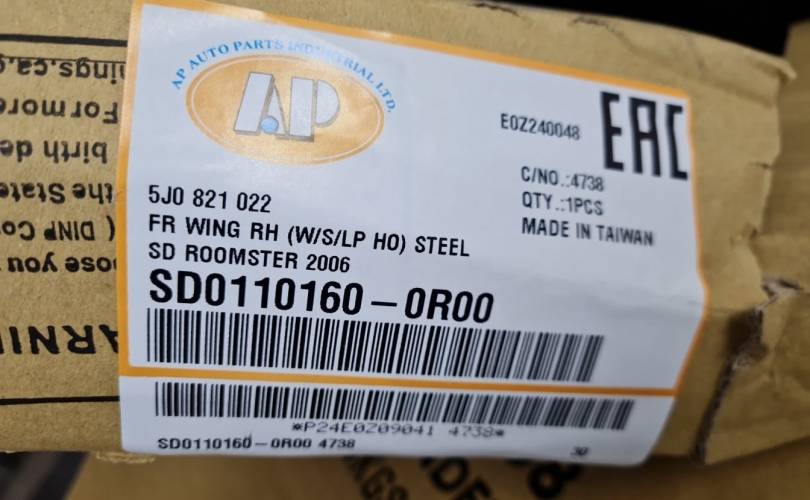 AP AUTO PARTS INDUSTRIAL LTD.
AP
E0Z240048
EAC
C/NO.:4738
QTY.:1PCS
MADE IN TAIWAN
5J0 821 022
FR WING RH (W/S/LP HO) STEEL
SD ROOMSTER 2006
SD0110160-0R00
*P24E0Z09041 4738*
SD0110160-0R00 4738
30
For more
birth de
the State
( DINP Co
ose you
ARNI